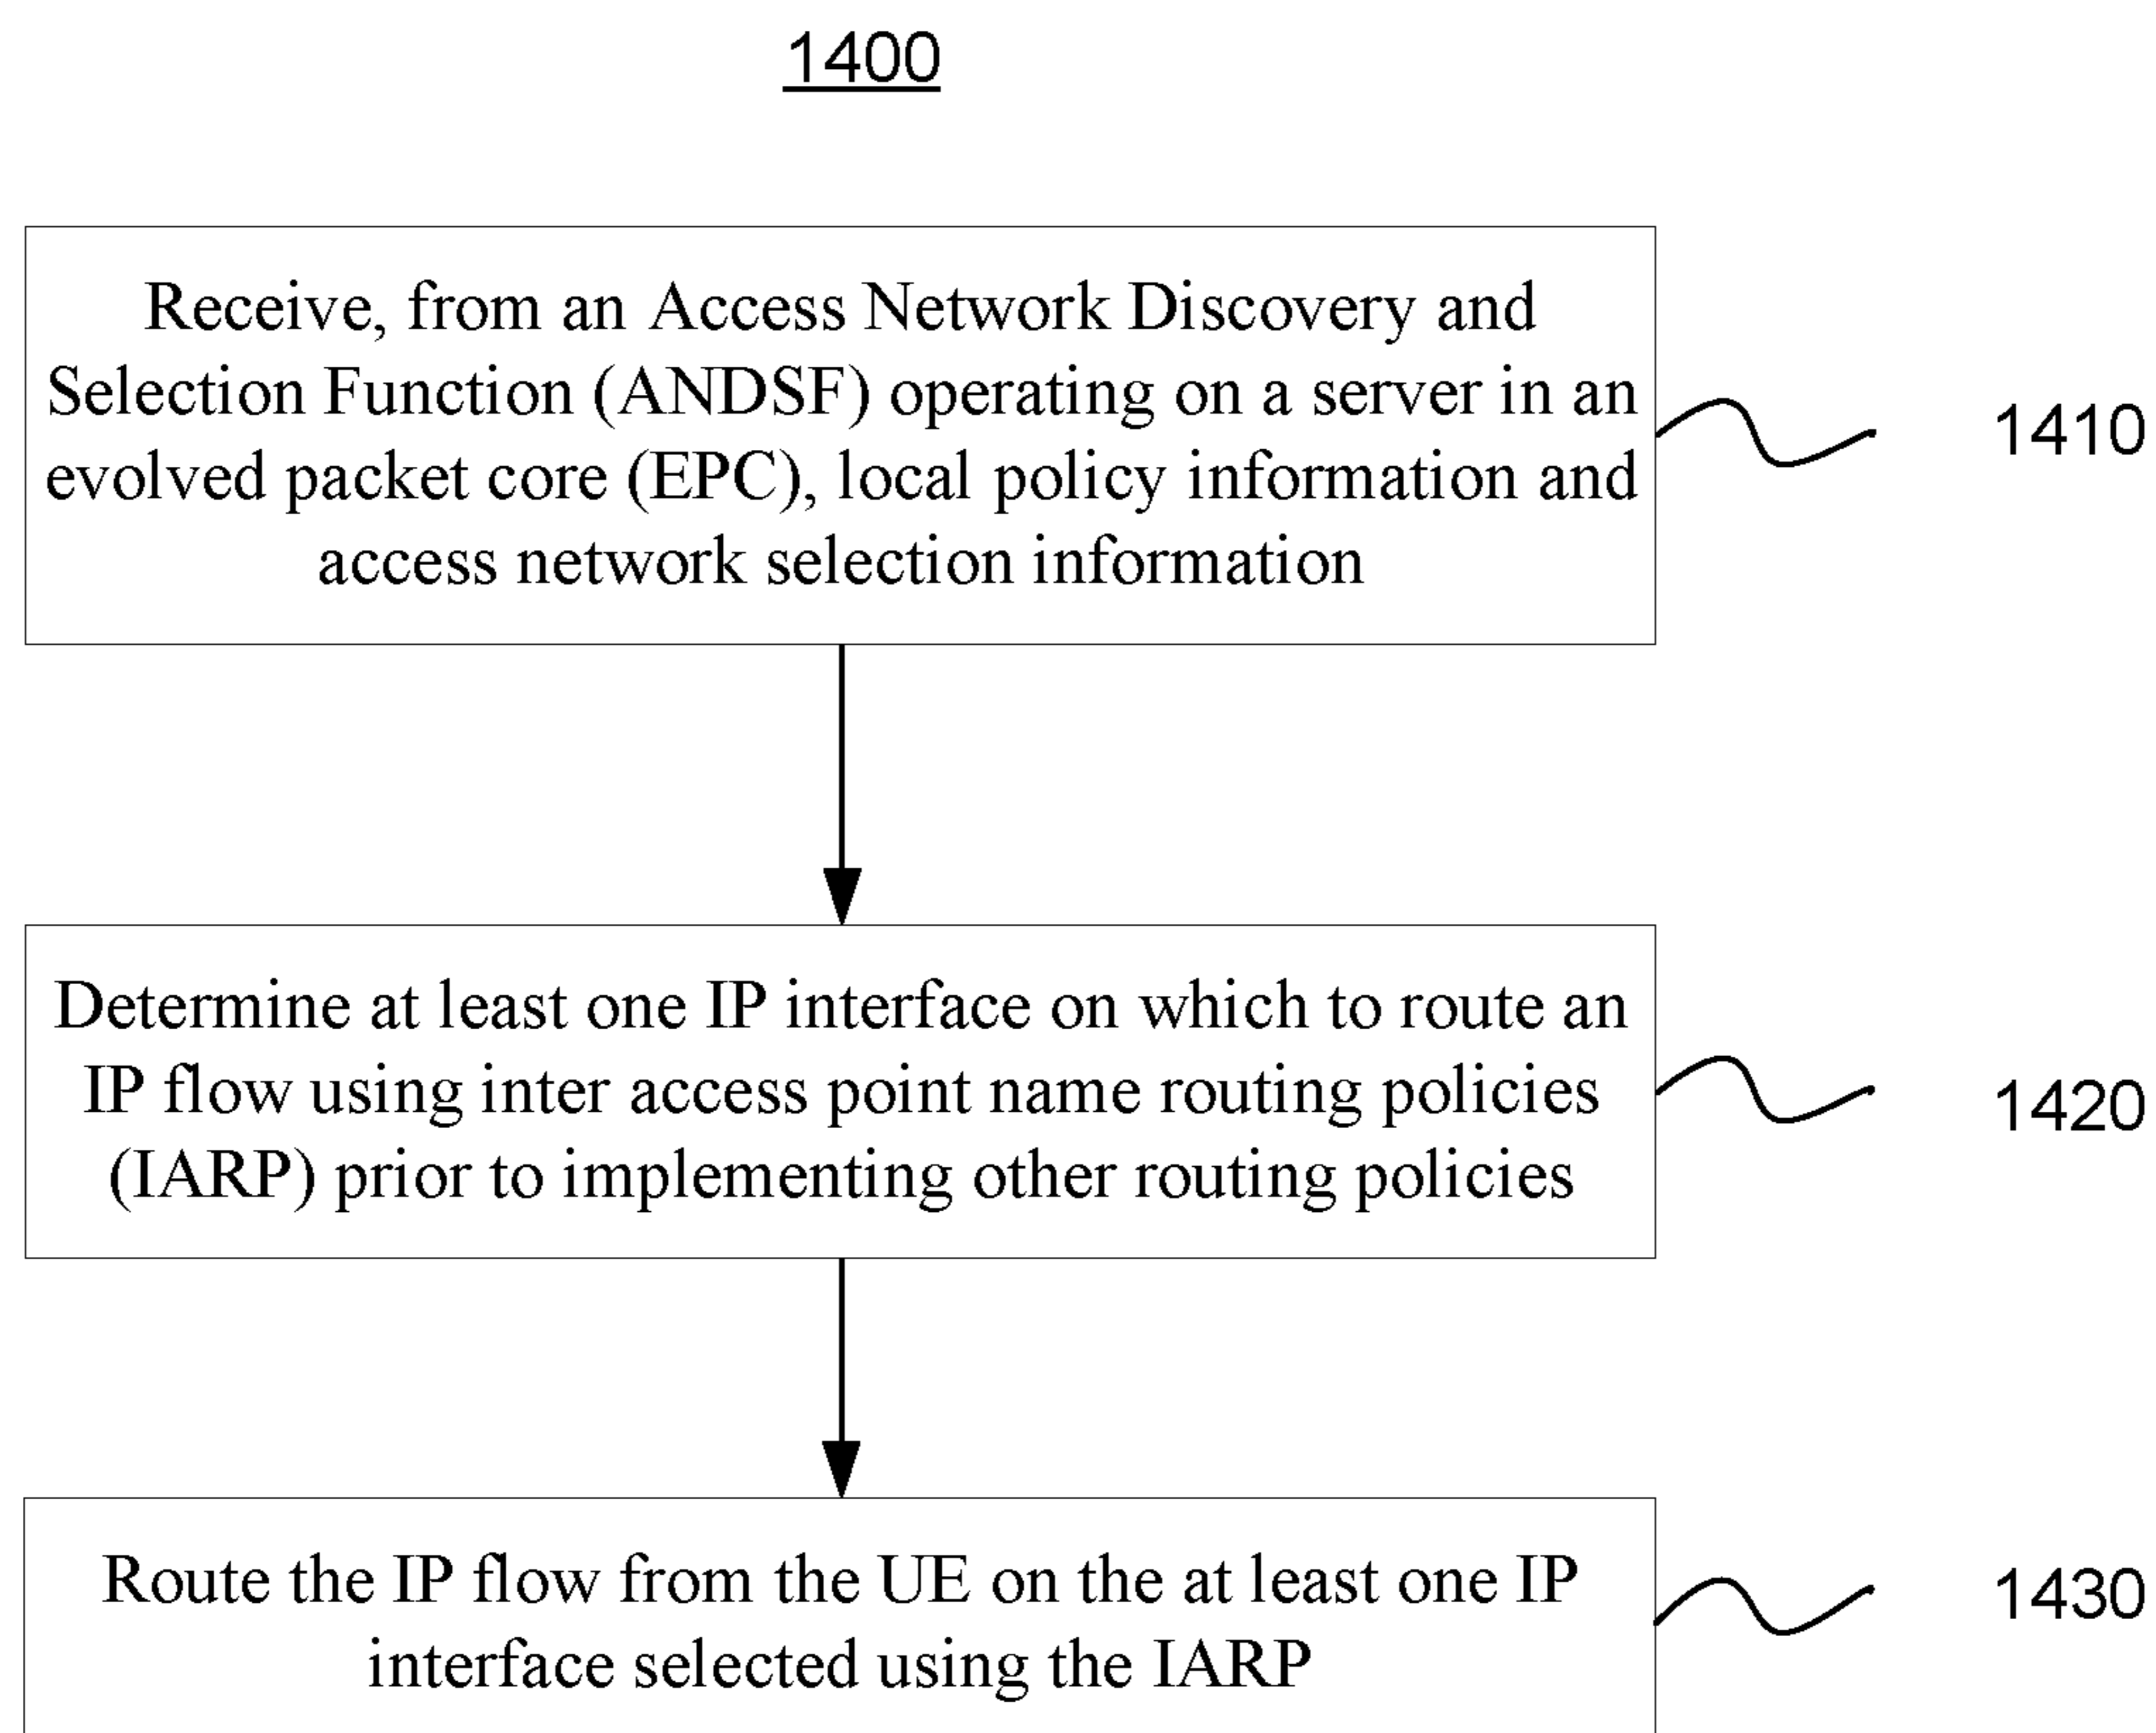 1400
Receive, from an Access Network Discovery and
Selection Function (ANDSF) operating on a server in an
evolved packet core (EPC), local policy information and
access network selection information
1410
Determine at least one IP interface on which to route an
IP flow using inter access point name routing policies
(IARP) prior to implementing other routing policies
1420
Route the IP flow from the UE on the at least one IP
interface selected using the IARP
1430